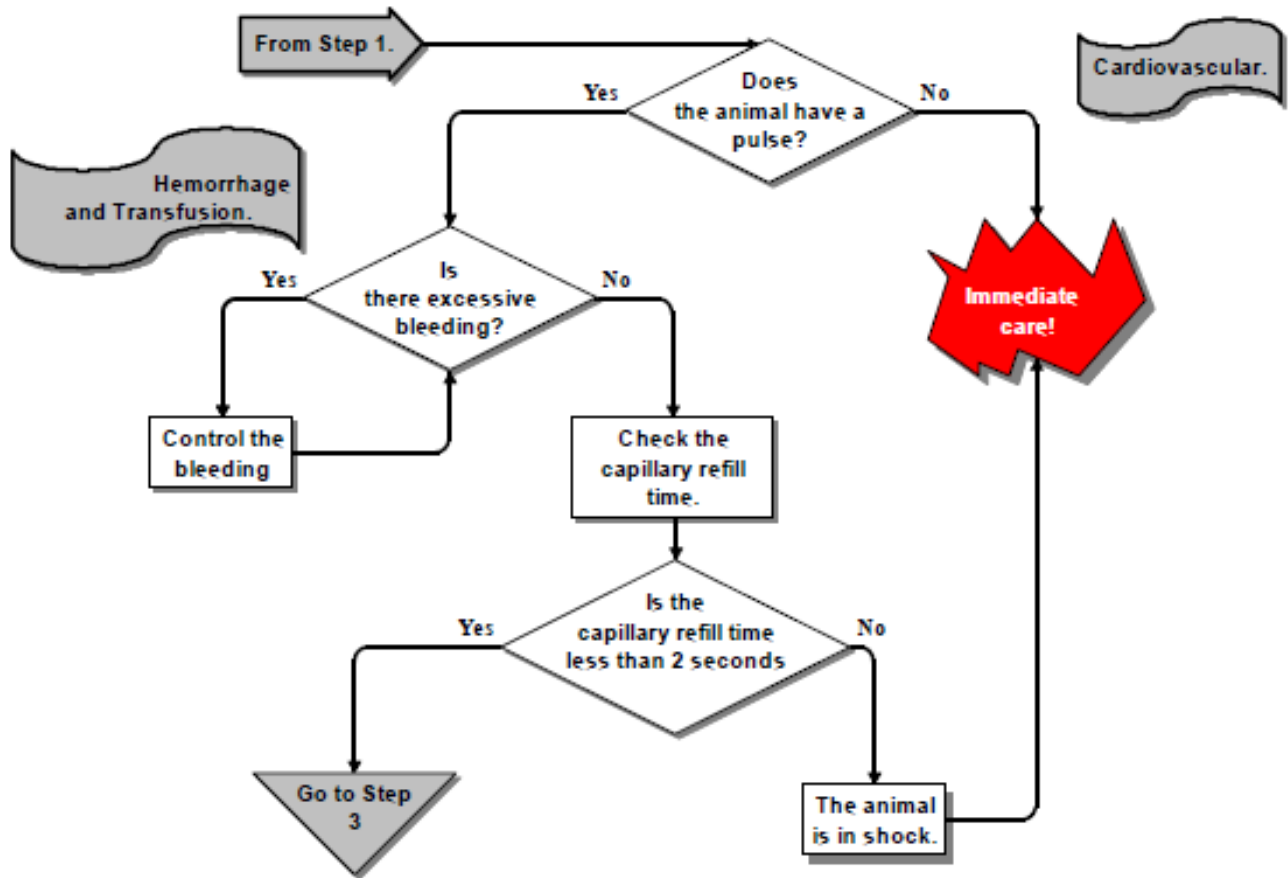 From Step 1.
Cardiovascular.
Does
the animal have a
pulse?
Yes
No
Hemorrhage
and Transfusion.
Is
there excessive
bleeding?
Yes
No
Immediate
care!
Control the
bleeding
Check the
capillary refill
time.
Is the
capillary refill time
less than 2 seconds
Yes
No
Go to Step
3
The animal
is in shock.